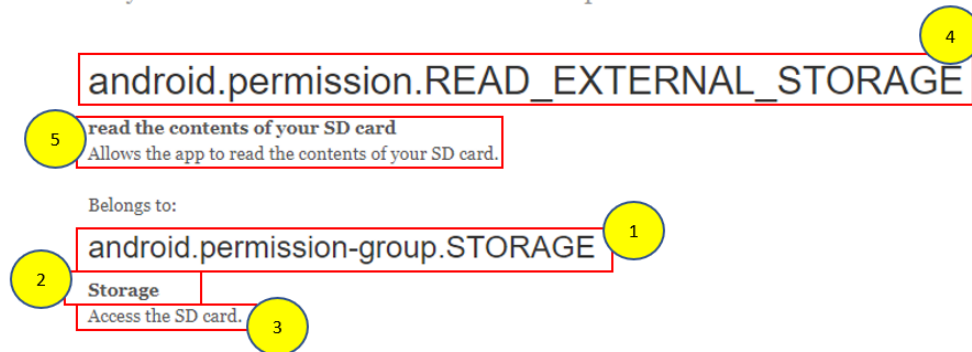 4
android.permission.READ_EXTERNAL_STORAGE
5
read the contents of your SD card
Allows the app to read the contents of your SD card.
Belongs to:
android.permission-group.STORAGE
1
2
Storage
Access the SD card.
3